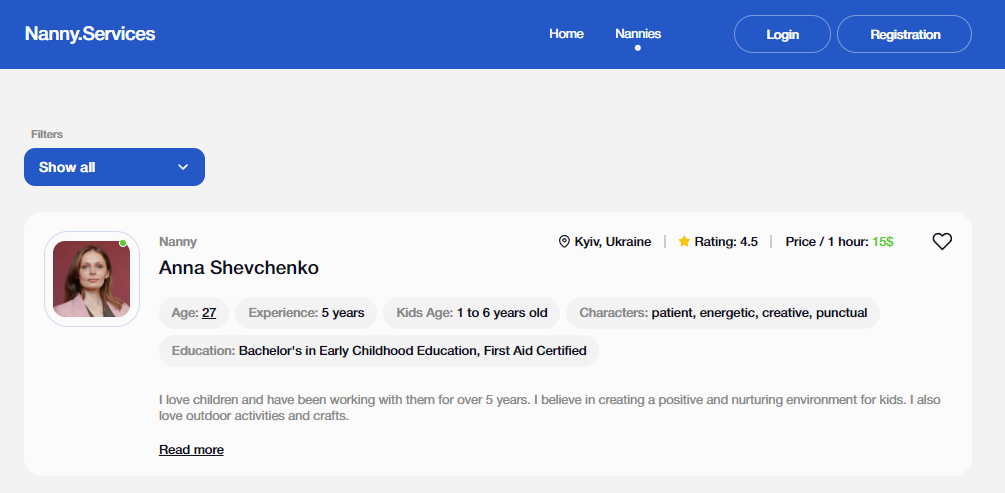 Nanny.Services Home Nannies Login Registration
Filters
Show all
Nanny Kyiv, Ukraine | Rating: 4.5 | Price / 1 hour: 15$
Anna Shevchenko
Age: 27 Experience: 5 years Kids Age: 1 to 6 years old Characters: patient, energetic, creative, punctual
Education: Bachelor's in Early Childhood Education, First Aid Certified
I love children and have been working with them for over 5 years. I believe in creating a positive and nurturing environment for kids. I also
love outdoor activities and crafts.
Read more